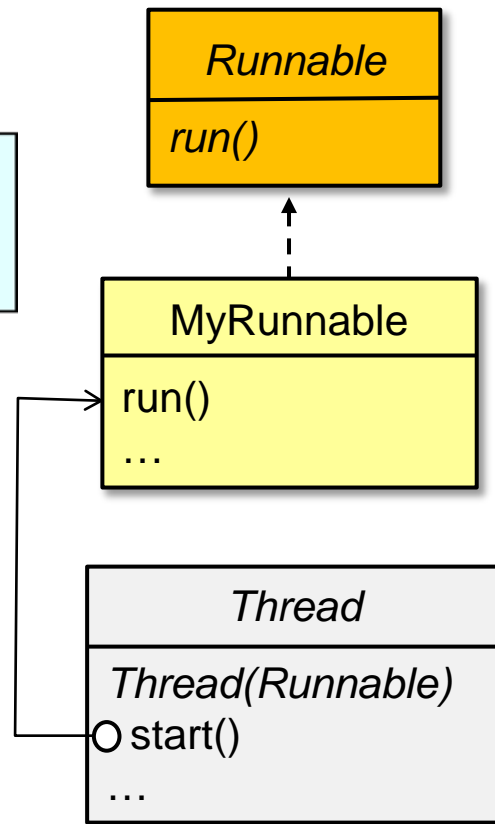 Runnable
run()
MyRunnable
run()
…
Thread
Thread(Runnable)
start()
…